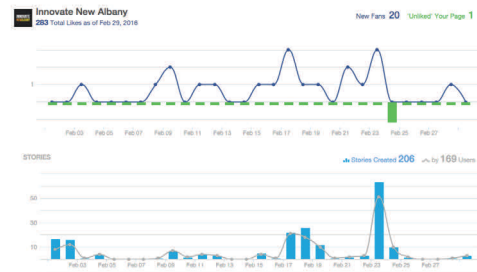 Innovate New Albany
283 Total Likes as of Feb 29, 2016
New Fans 20 'Unliked' Your Page 1
1
Feb 03 Feb 05 Feb 07 Feb 09 Feb 11 Feb 13 Feb 15 Feb 17 Feb 19 Feb 21 Feb 23 Feb 25 Feb 27
STORIES
Stories Created 206 by 169 Users
50
30
10
Feb 03 Feb 05 Feb 07 Feb 09 Feb 11 Feb 13 Feb 15 Feb 17 Feb 19 Feb 21 Feb 23 Feb 25 Feb 27